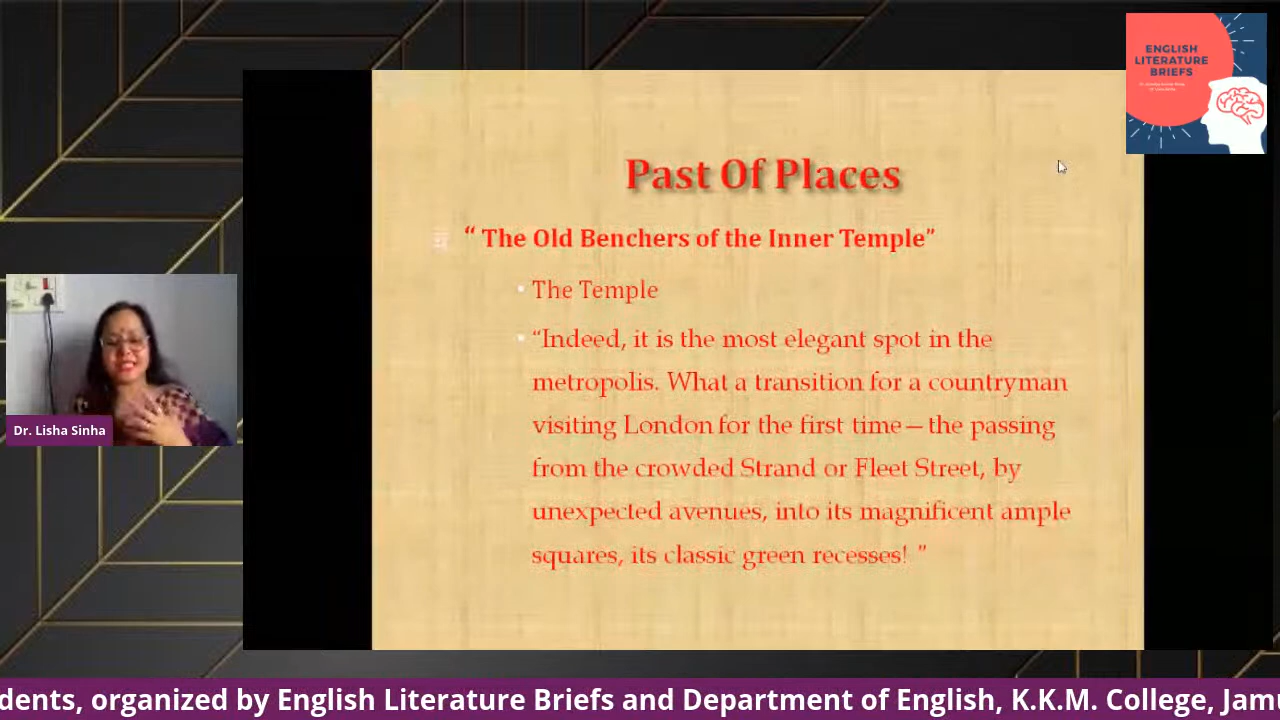 ENGLISH
LITERATURE
BRIEFS
Past Of Places
“ The Old Benchers of the Inner Temple”
• The Temple
• “Indeed, it is the most elegant spot in the
metropolis. What a transition for a countryman
visiting London for the first time—the passing
from the crowded Strand or Fleet Street, by
unexpected avenues, into its magnificent ample
squares, its classic green recesses! ”
Dr. Lisha Sinha
dents, organized by English Literature Briefs and Department of English, K.K.M. College, Jam